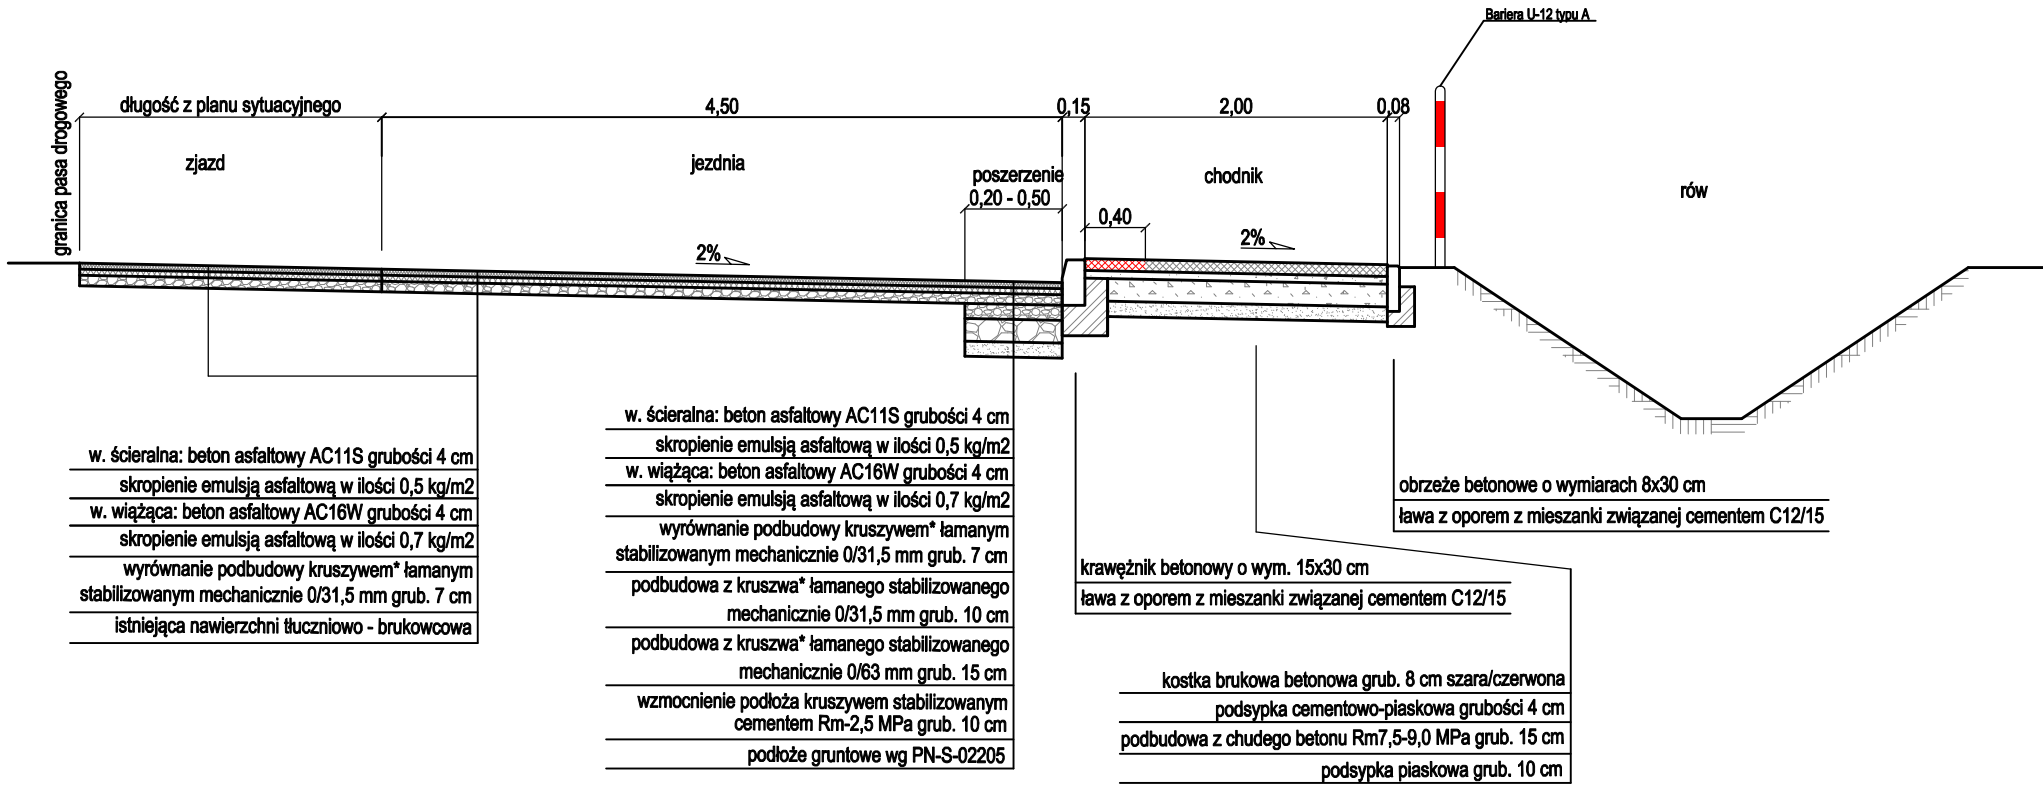 Bariera U-12 typu A
granica pasa drogowego
długość z planu sytuacyjnego
4,50
0,15
2,00
0,08
zjazd
jezdnia
poszerzenie
0,20 - 0,50
chodnik
rów
0,40
2%
2%
w. ścieralna: beton asfaltowy AC11S grubości 4 cm
skropienie emulsją asfaltową w ilości 0,5 kg/m2
w. wiążąca: beton asfaltowy AC16W grubości 4 cm
skropienie emulsją asfaltową w ilości 0,7 kg/m2
wyrównanie podbudowy kruszywem* łamanym
stabilizowanym mechanicznie 0/31,5 mm grub. 7 cm
istniejąca nawierzchni tłuczniowo - brukowcowa
w. ścieralna: beton asfaltowy AC11S grubości 4 cm
skropienie emulsją asfaltową w ilości 0,5 kg/m2
w. wiążąca: beton asfaltowy AC16W grubości 4 cm
skropienie emulsją asfaltową w ilości 0,7 kg/m2
wyrównanie podbudowy kruszywem* łamanym
stabilizowanym mechanicznie 0/31,5 mm grub. 7 cm
podbudowa z kruszwa* łamanego stabilizowanego
mechanicznie 0/31,5 mm grub. 10 cm
podbudowa z kruszwa* łamanego stabilizowanego
mechanicznie 0/63 mm grub. 15 cm
wzmocnienie podłoża kruszywem stabilizowanym
cementem Rm-2,5 MPa grub. 10 cm
podłoże gruntowe wg PN-S-02205
krawężnik betonowy o wym. 15x30 cm
ława z oporem z mieszanki związanej cementem C12/15
obrzeże betonowe o wymiarach 8x30 cm
ława z oporem z mieszanki związanej cementem C12/15
kostka brukowa betonowa grub. 8 cm szara/czerwona
podsypka cementowo-piaskowa grubości 4 cm
podbudowa z chudego betonu Rm7,5-9,0 MPa grub. 15 cm
podsypka piaskowa grub. 10 cm